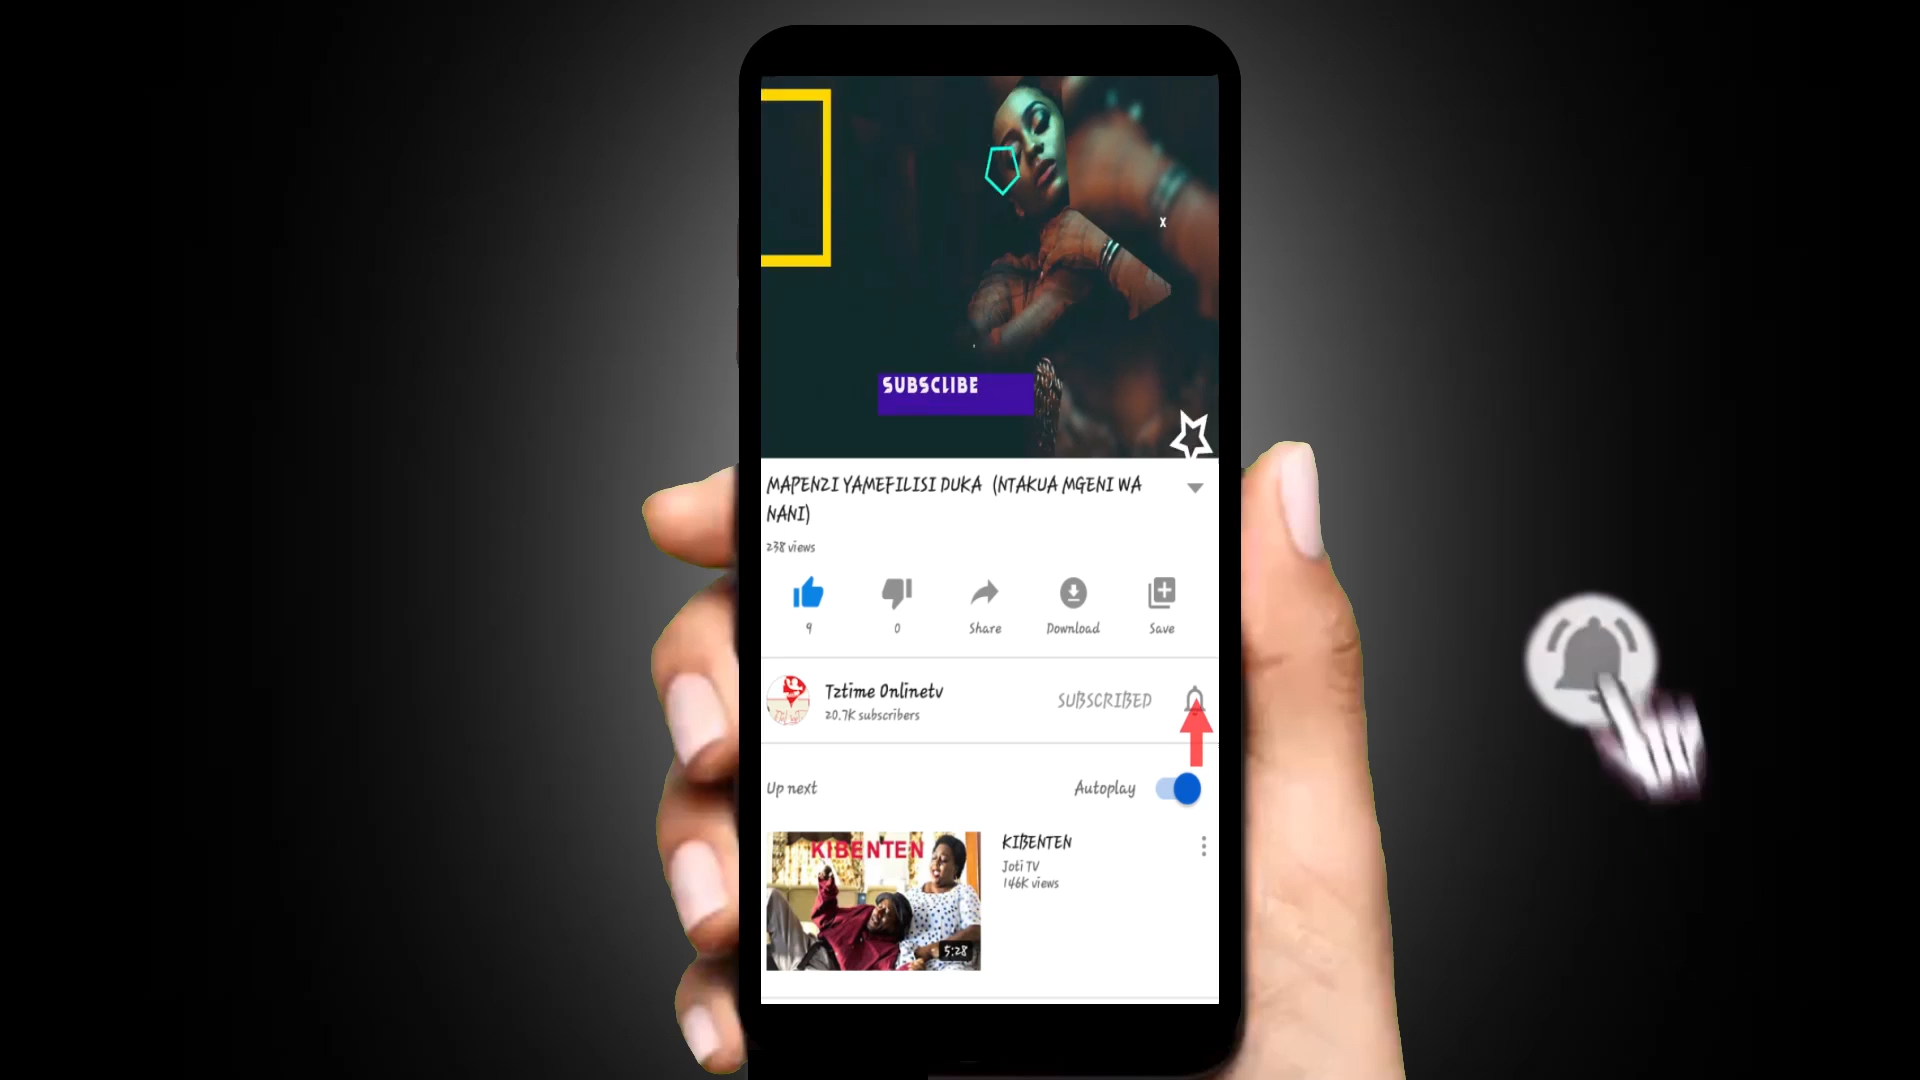 x
SUBSCLIBE
MAPENZI YAMEFILISI DUKA (NTAKUA MGENI WA
NANI)
238 views
9
0
Share
Download
Save
Tztime Onlinetv
20.7K subscribers
SUBSCRIBED
Up next
Autoplay
KIBENTEN
5:28
KIBENTEN
Joti TV
146K views